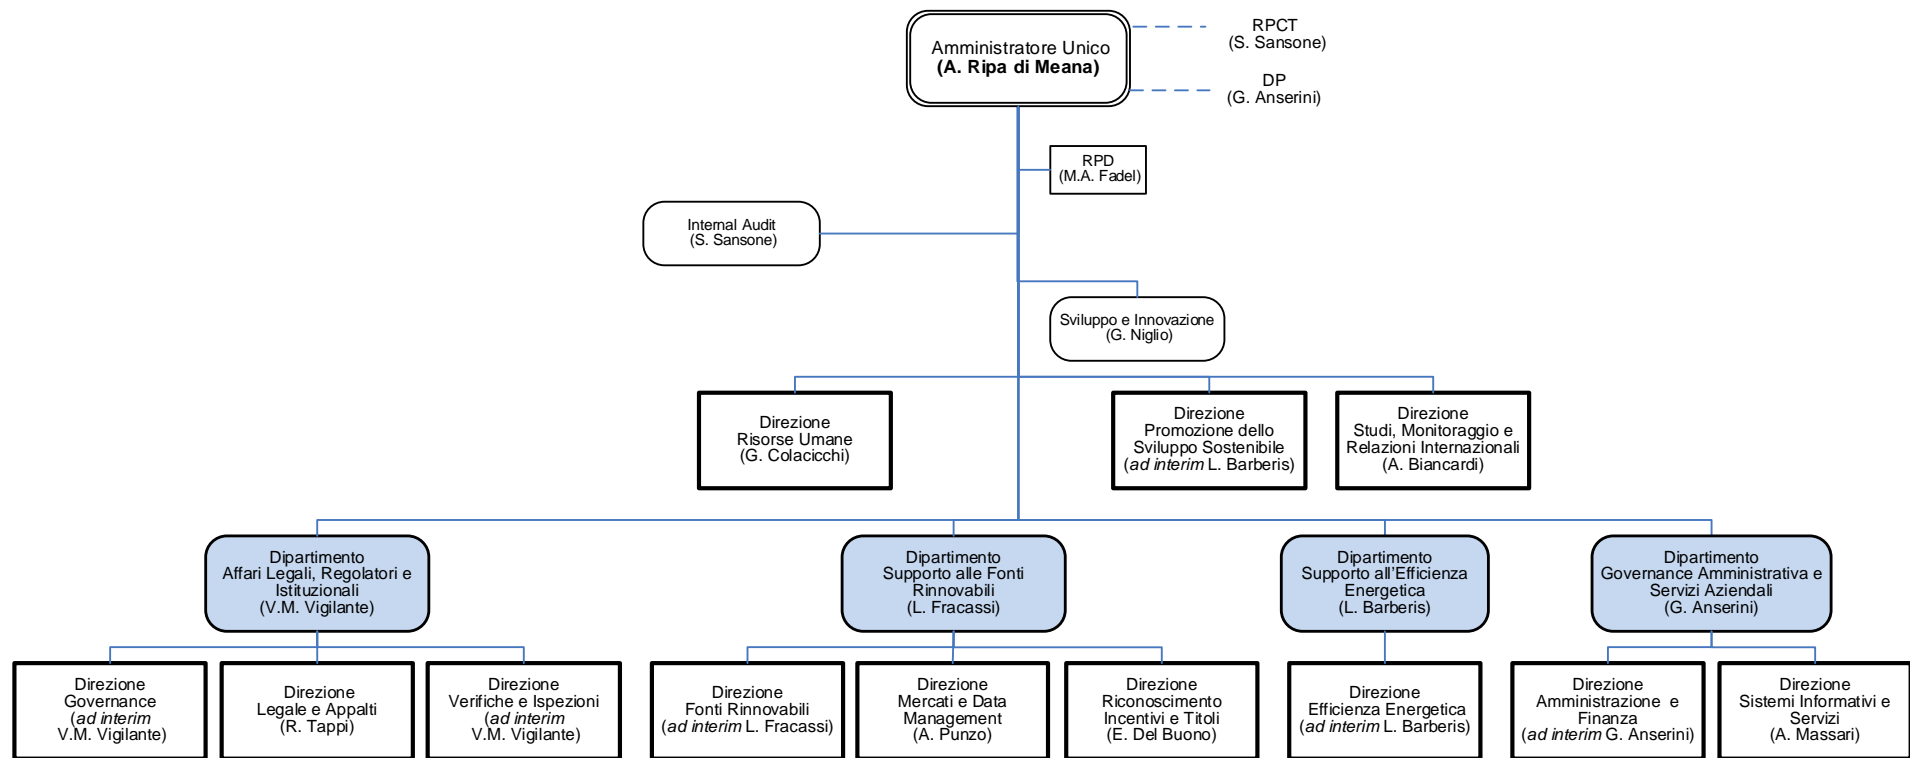 Amministratore Unico
(A. Ripa di Meana)
RPCT
(S. Sansone)
DP
(G. Anserini)
RPD
(M.A. Fadel)
Internal Audit
(S. Sansone)
Sviluppo e Innovazione
(G. Niglio)
Direzione
Risorse Umane
(G. Colacicchi)
Direzione
Promozione dello
Sviluppo Sostenibile
(ad interim L. Barberis)
Direzione
Studi, Monitoraggio e
Relazioni Internazionali
(A. Biancardi)
Dipartimento
Affari Legali, Regolatori e
Istituzionali
(V.M. Vigilante)
Dipartimento
Supporto alle Fonti
Rinnovabili
(L. Fracassi)
Dipartimento
Supporto all'Efficienza
Energetica
(L. Barberis)
Dipartimento
Governance Amministrativa e
Servizi Aziendali
(G. Anserini)
Direzione
Governance
(ad interim
V.M. Vigilante)
Direzione
Legale e Appalti
(R. Tappi)
Direzione
Verifiche e Ispezioni
(ad interim
V.M. Vigilante)
Direzione
Fonti Rinnovabili
(ad interim L. Fracassi)
Direzione
Mercati e Data
Management
(A. Punzo)
Direzione
Riconoscimento
Incentivi e Titoli
(E. Del Buono)
Direzione
Efficienza Energetica
(ad interim L. Barberis)
Direzione
Amministrazione e
Finanza
(ad interim G. Anserini)
Direzione
Sistemi Informativi e
Servizi
(A. Massari)